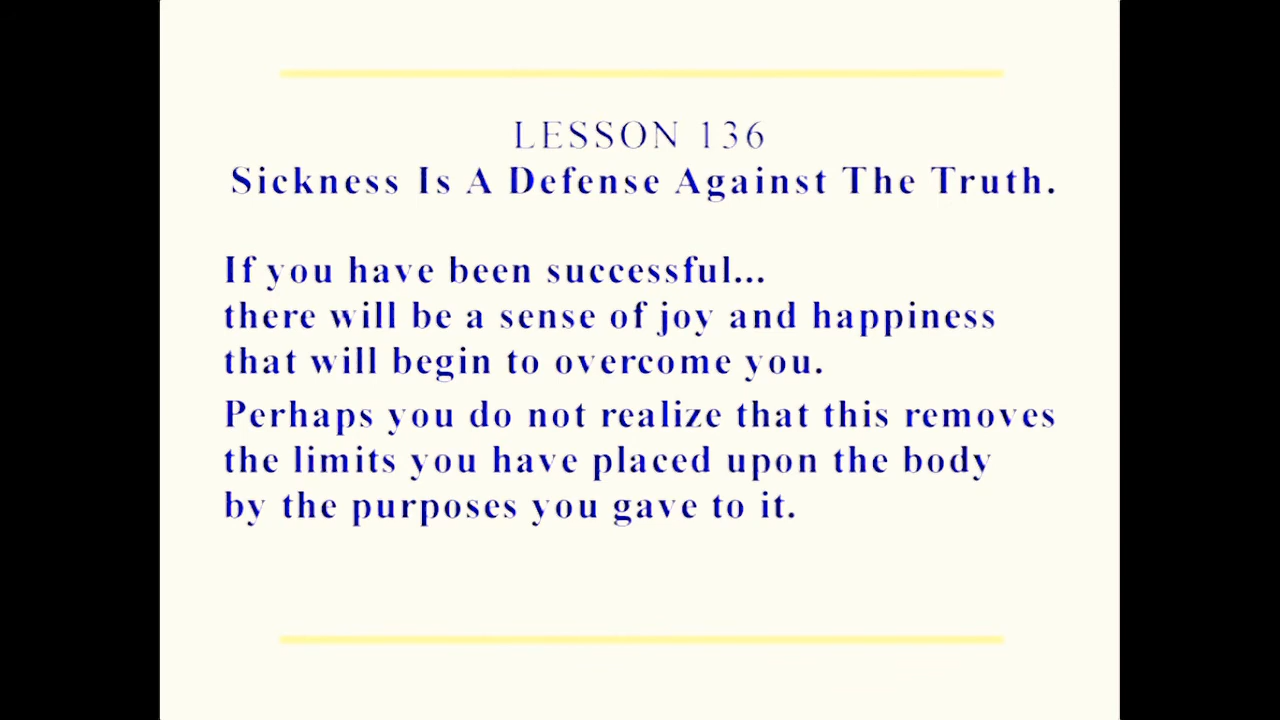 LESSON 136
Sickness Is A Defense Against The Truth.
If you have been successful...
there will be a sense of joy and happiness
that will begin to overcome you.
Perhaps you do not realize that this removes
the limits you have placed upon the body
by the purposes you gave to it.